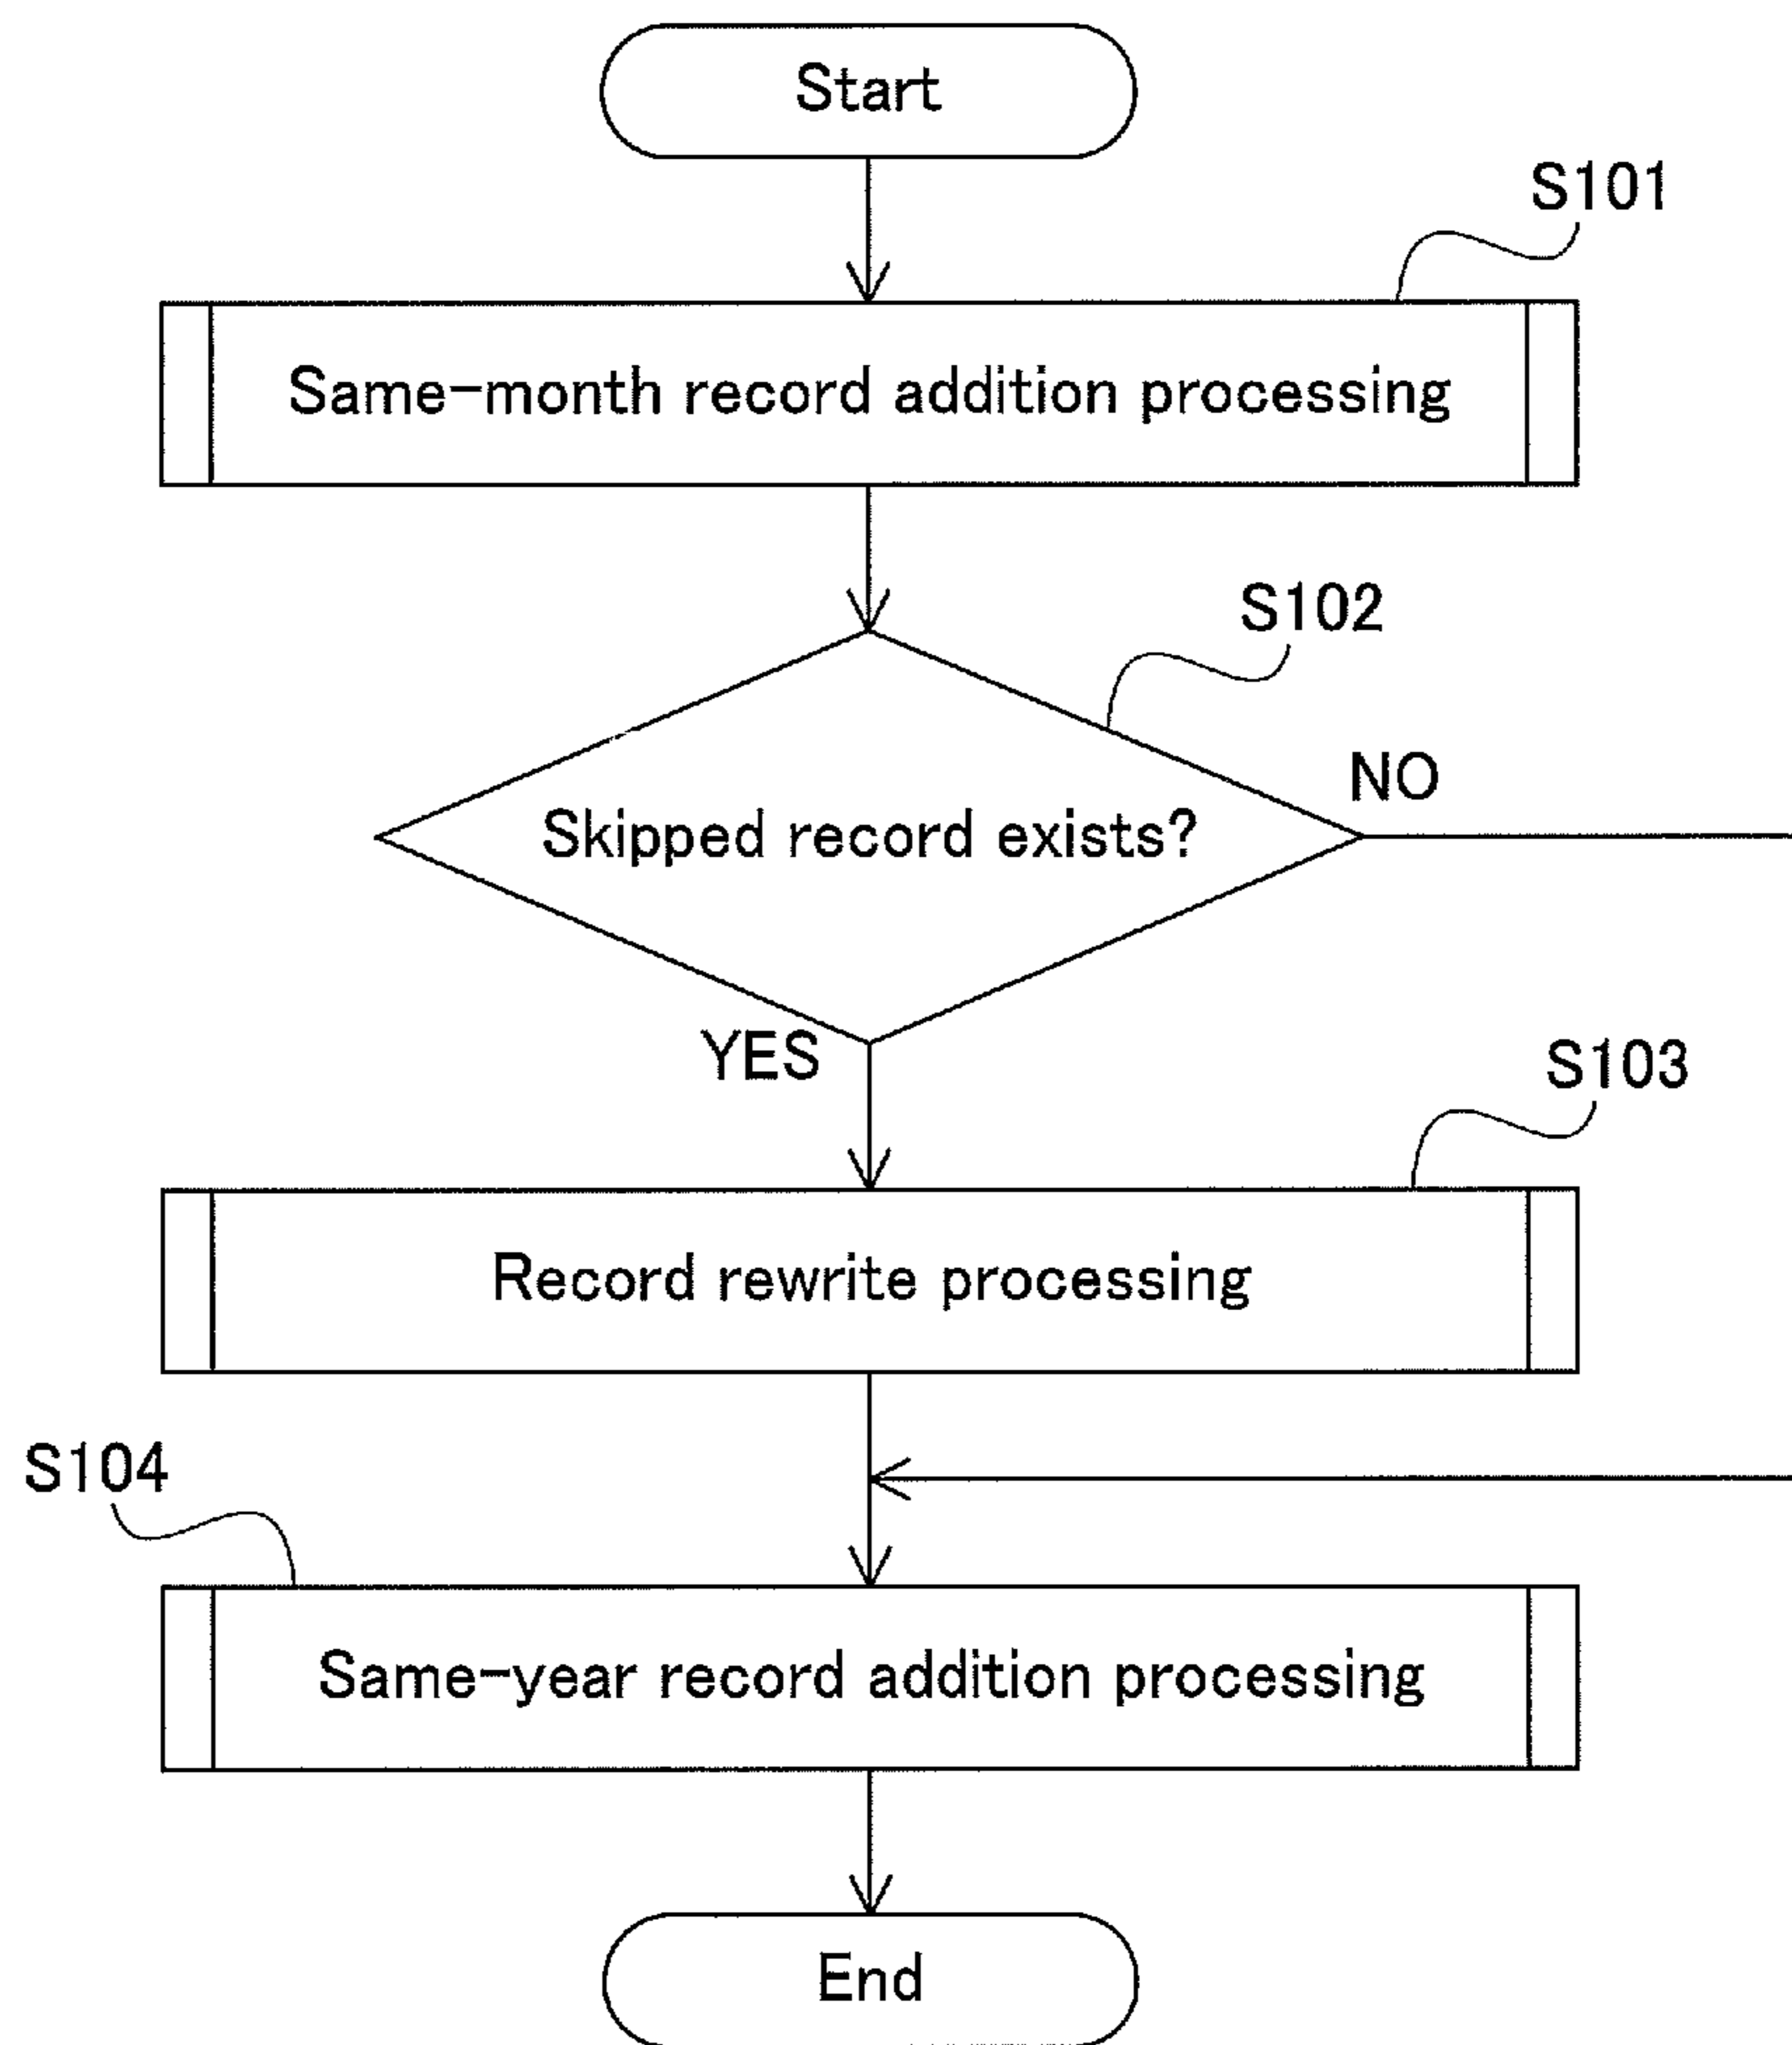 Start
S101
Same-month record addition processing
S102
NO
Skipped record exists?
YES
S103
Record rewrite processing
S104
Same-year record addition processing
End